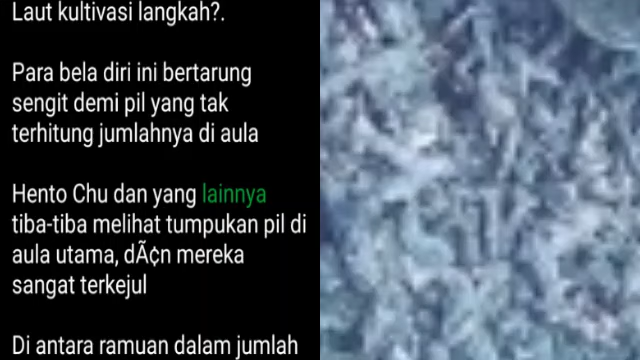 Laut kultivasi langkah?.
Para bela diri ini bertarung
sengit demi pil yang tak
terhitung jumlahnya di aula
Hento Chu dan yang lainnya
tiba-tiba melihat tumpukan pil di
aula utama, dÃ¢n mereka
sangat terkejul
Di antara ramuan dalam jumlah